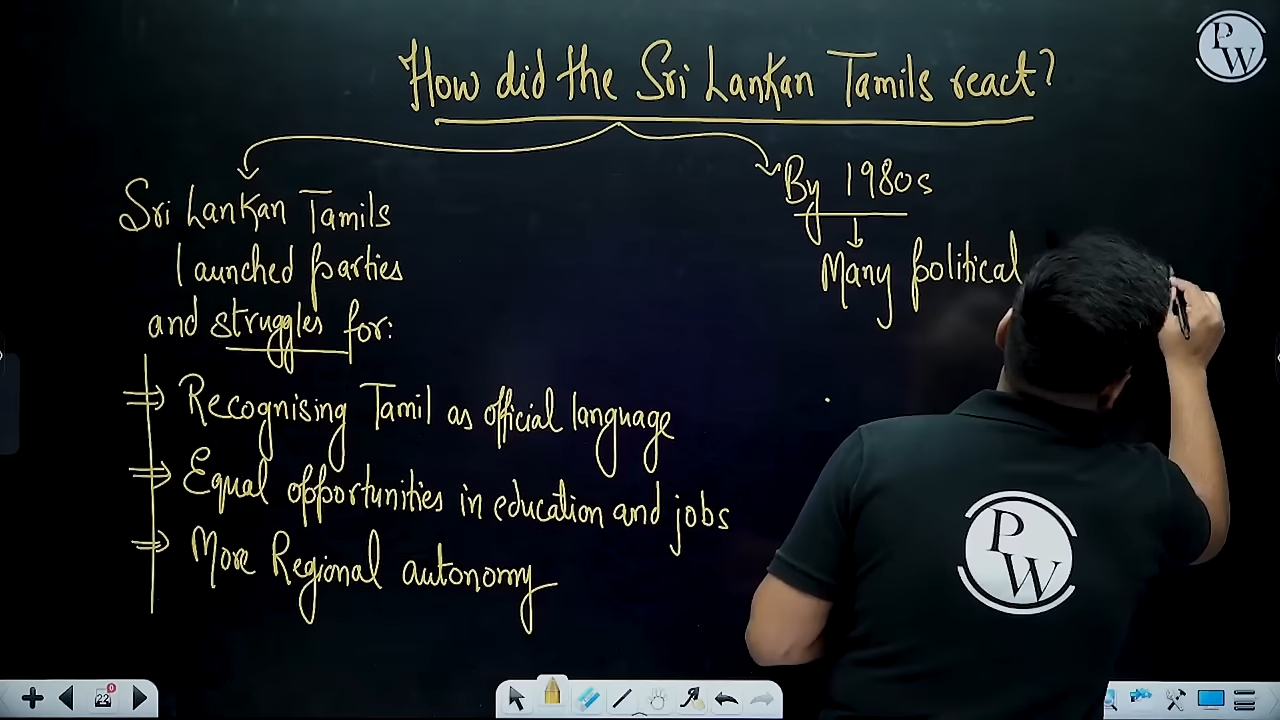 How did the Sri Lankan Tamils react?
Sri Lankan Tamils
launched parties
and struggles for:
Recognising Tamil as official language
Equal opportunities in education and jobs
More Regional autonomy
By 1980s
Many political
PW
PW
22